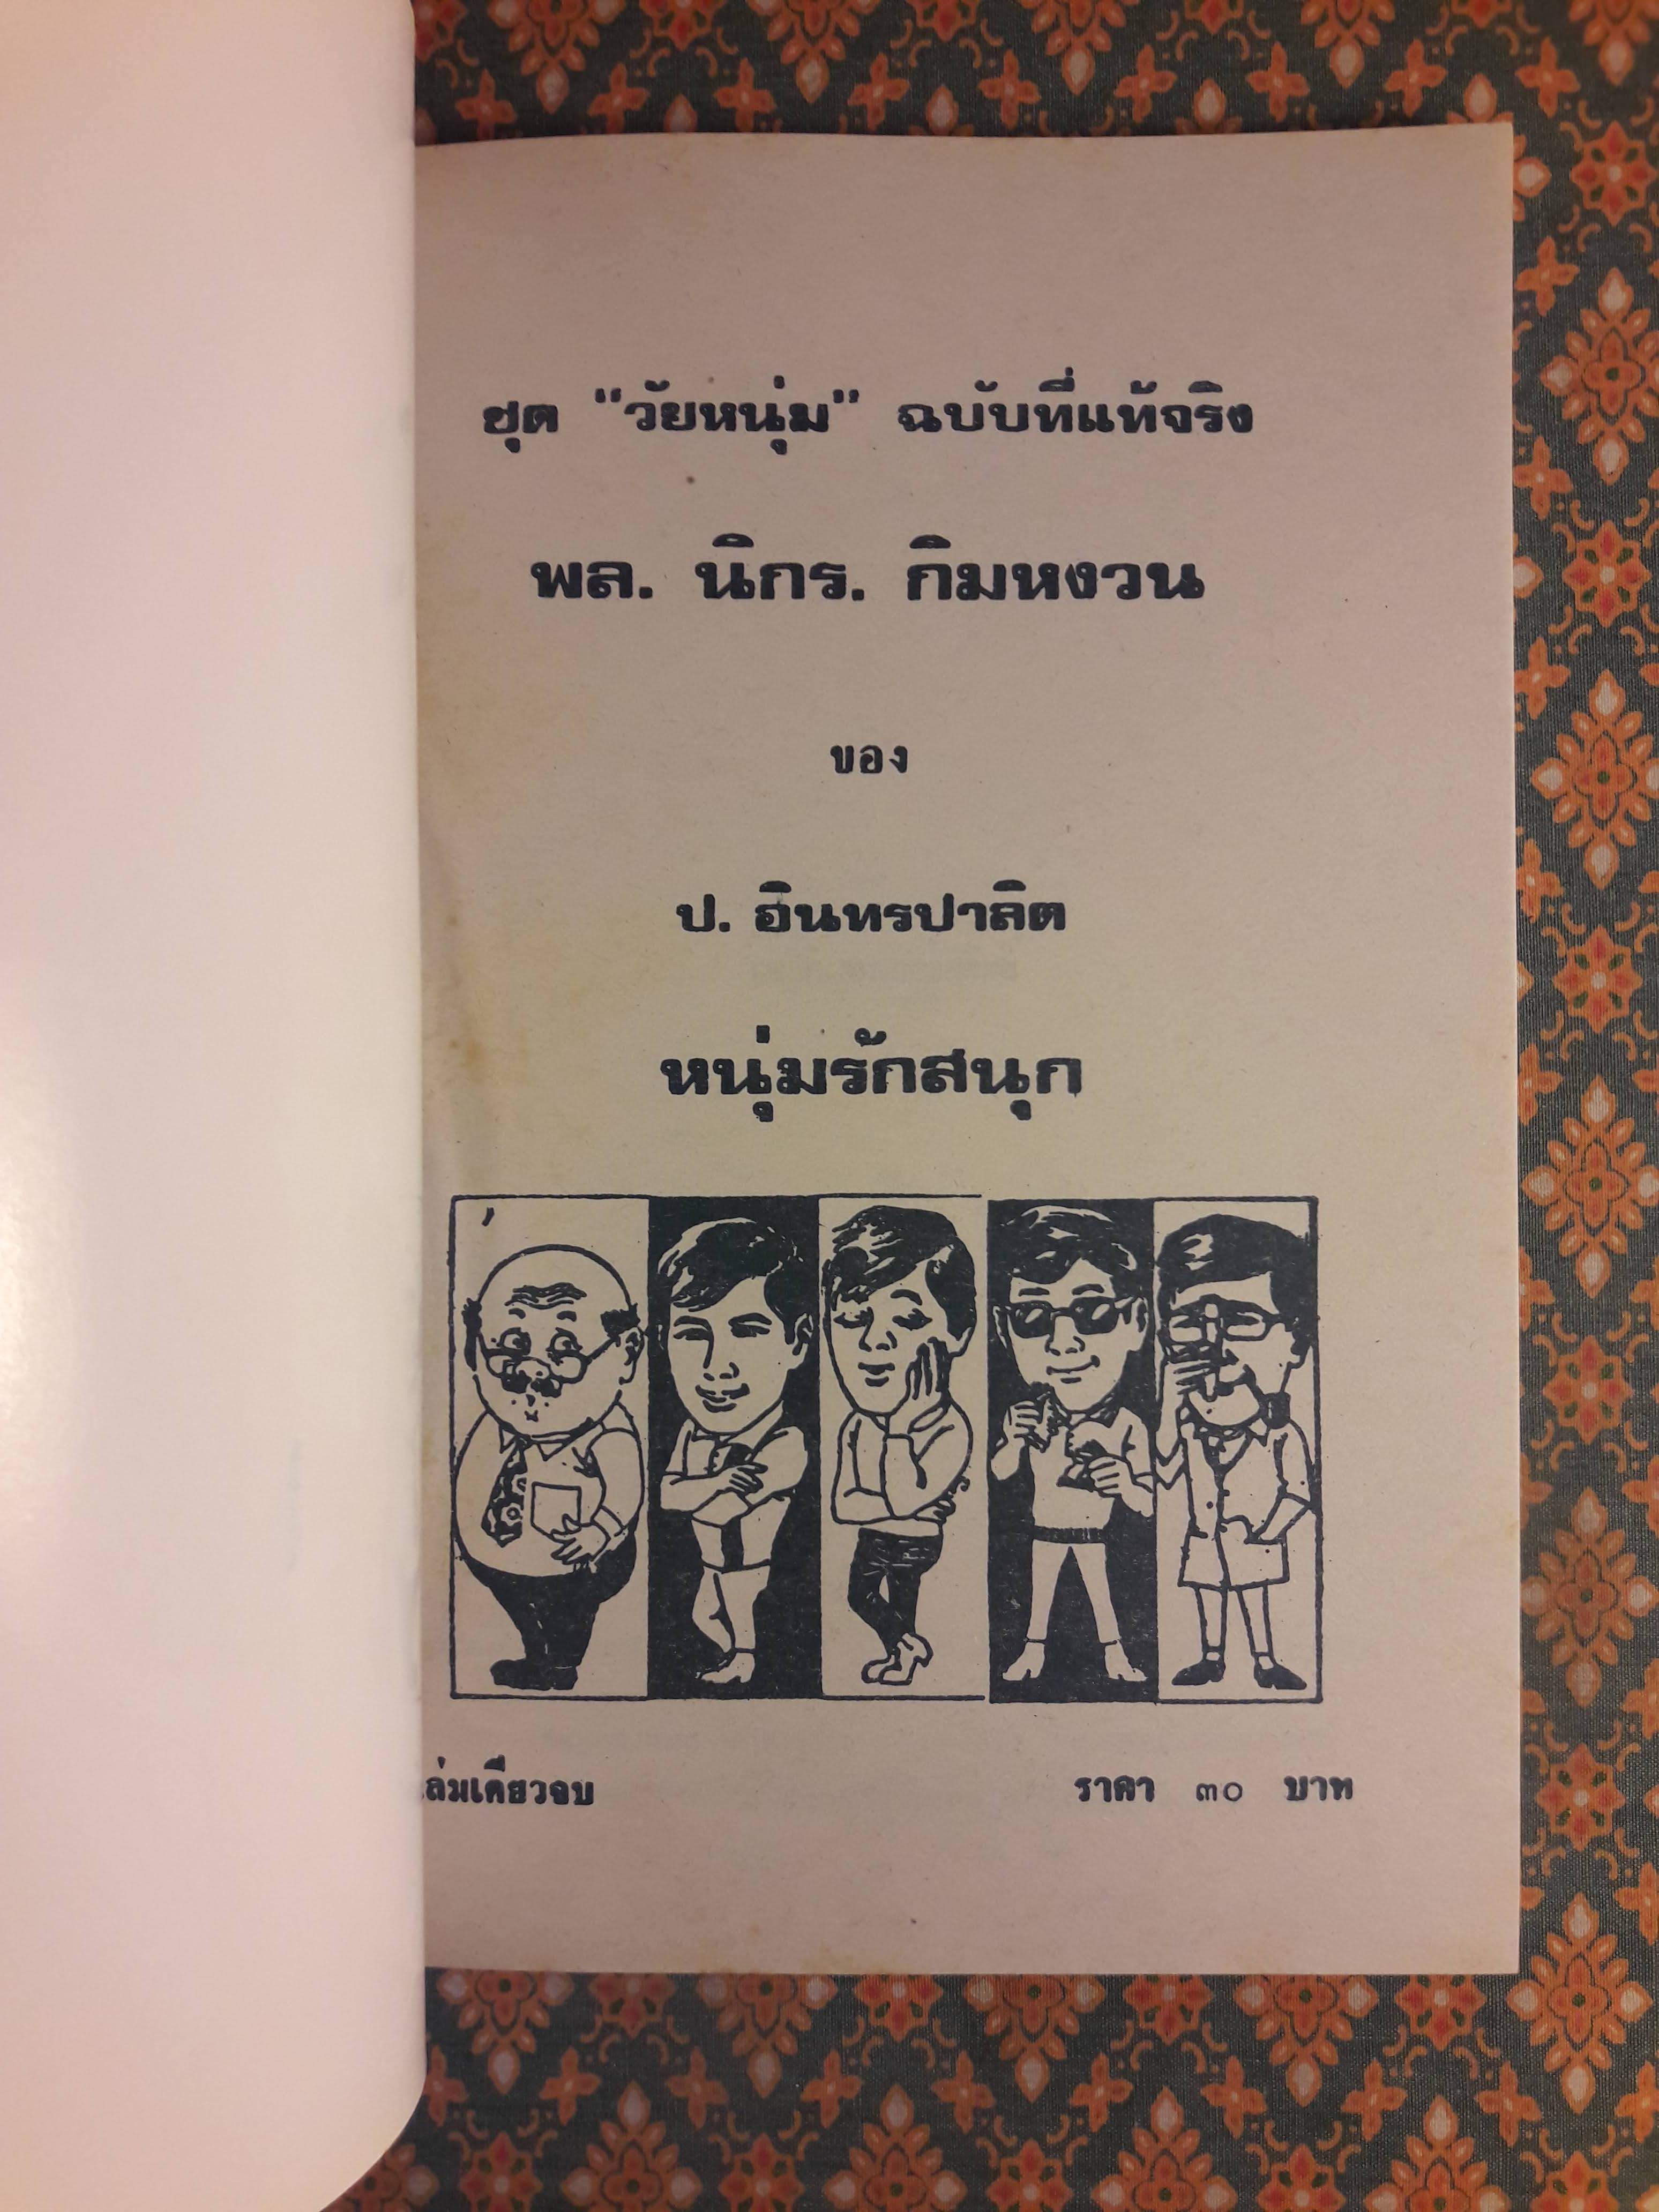 ชุด "วัยหนุ่ม" ฉบับที่แท้จริง
พล. นิกร. กิมหงวน
ของ
ป. อินทรปาลิต
หนุ่มรักสนุก
เล่มเดียวจบ ราคา ๓๐ บาท